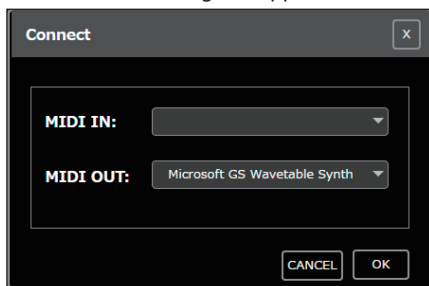 Connect X
MIDI IN:
MIDI OUT: Microsoft GS Wavetable Synth
CANCEL OK